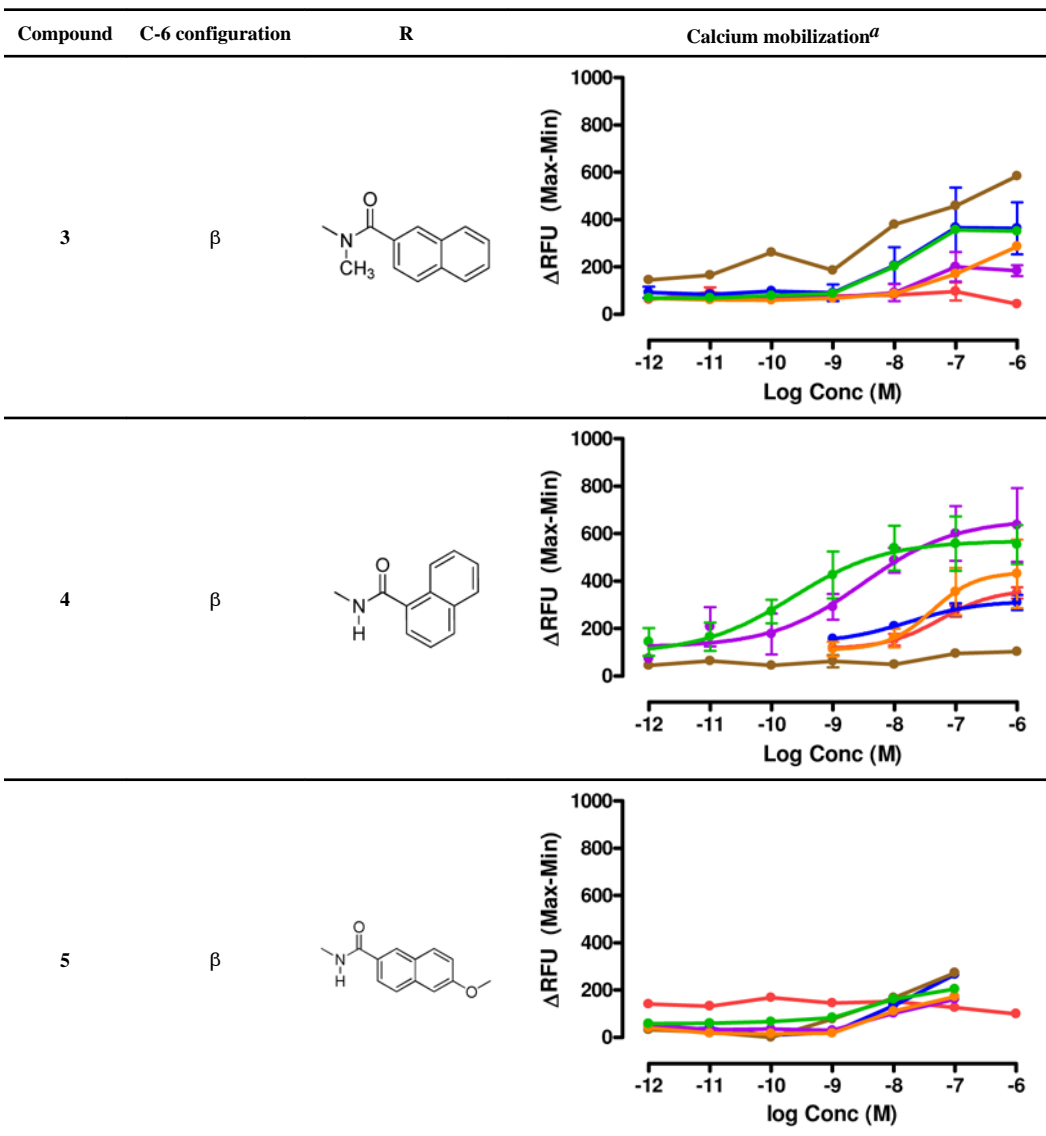 Compound C-6 configuration R Calcium mobilizationa
3 β
O
N
CH3
ΔRFU (Max-Min)
1000
800
600
400
200
0
-12 -11 -10 -9 -8 -7 -6
Log Conc (M)
4 β
O
N
H
ΔRFU (Max-Min)
1000
800
600
400
200
0
-12 -11 -10 -9 -8 -7 -6
Log Conc (M)
5 β
O
N
H
O
ΔRFU (Max-Min)
1000
800
600
400
200
0
-12 -11 -10 -9 -8 -7 -6
log Conc (M)